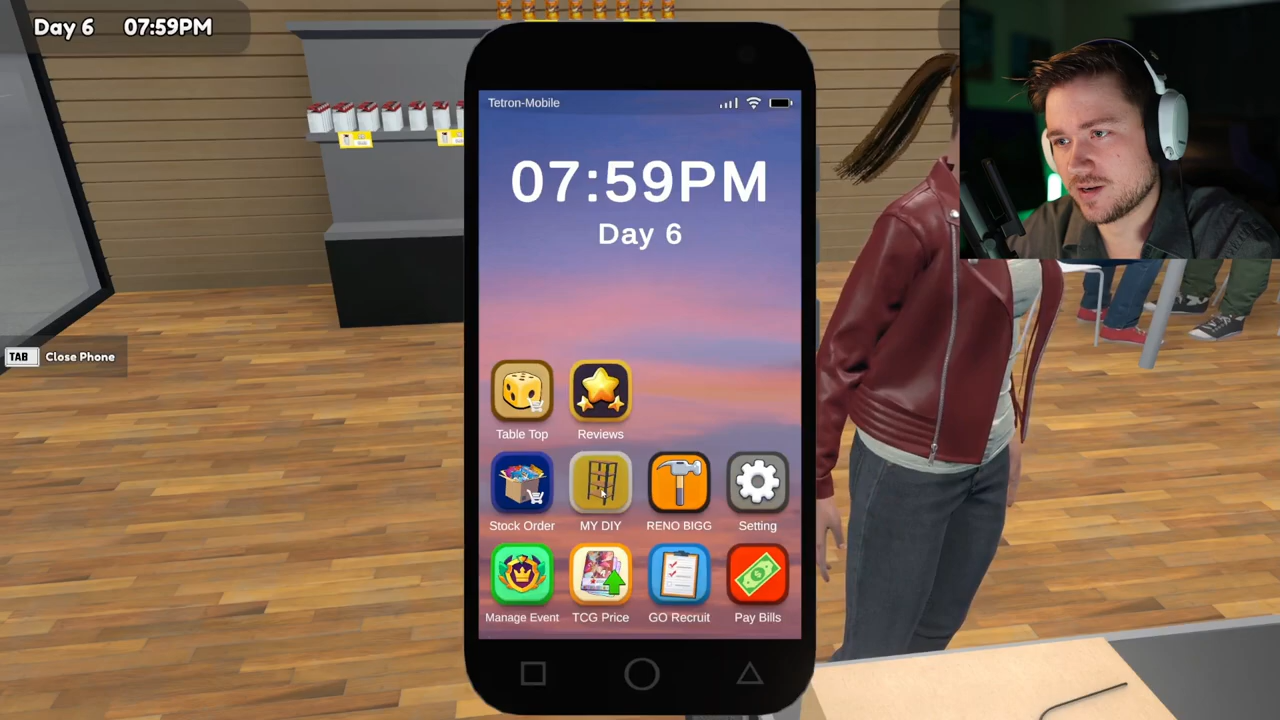 Day 6 07:59PM
Tetron-Mobile
07:59PM
Day 6
TAB Close Phone
Table Top Reviews
Stock Order MY DIY RENO BIGG Setting
Manage Event TCG Price GO Recruit Pay Bills